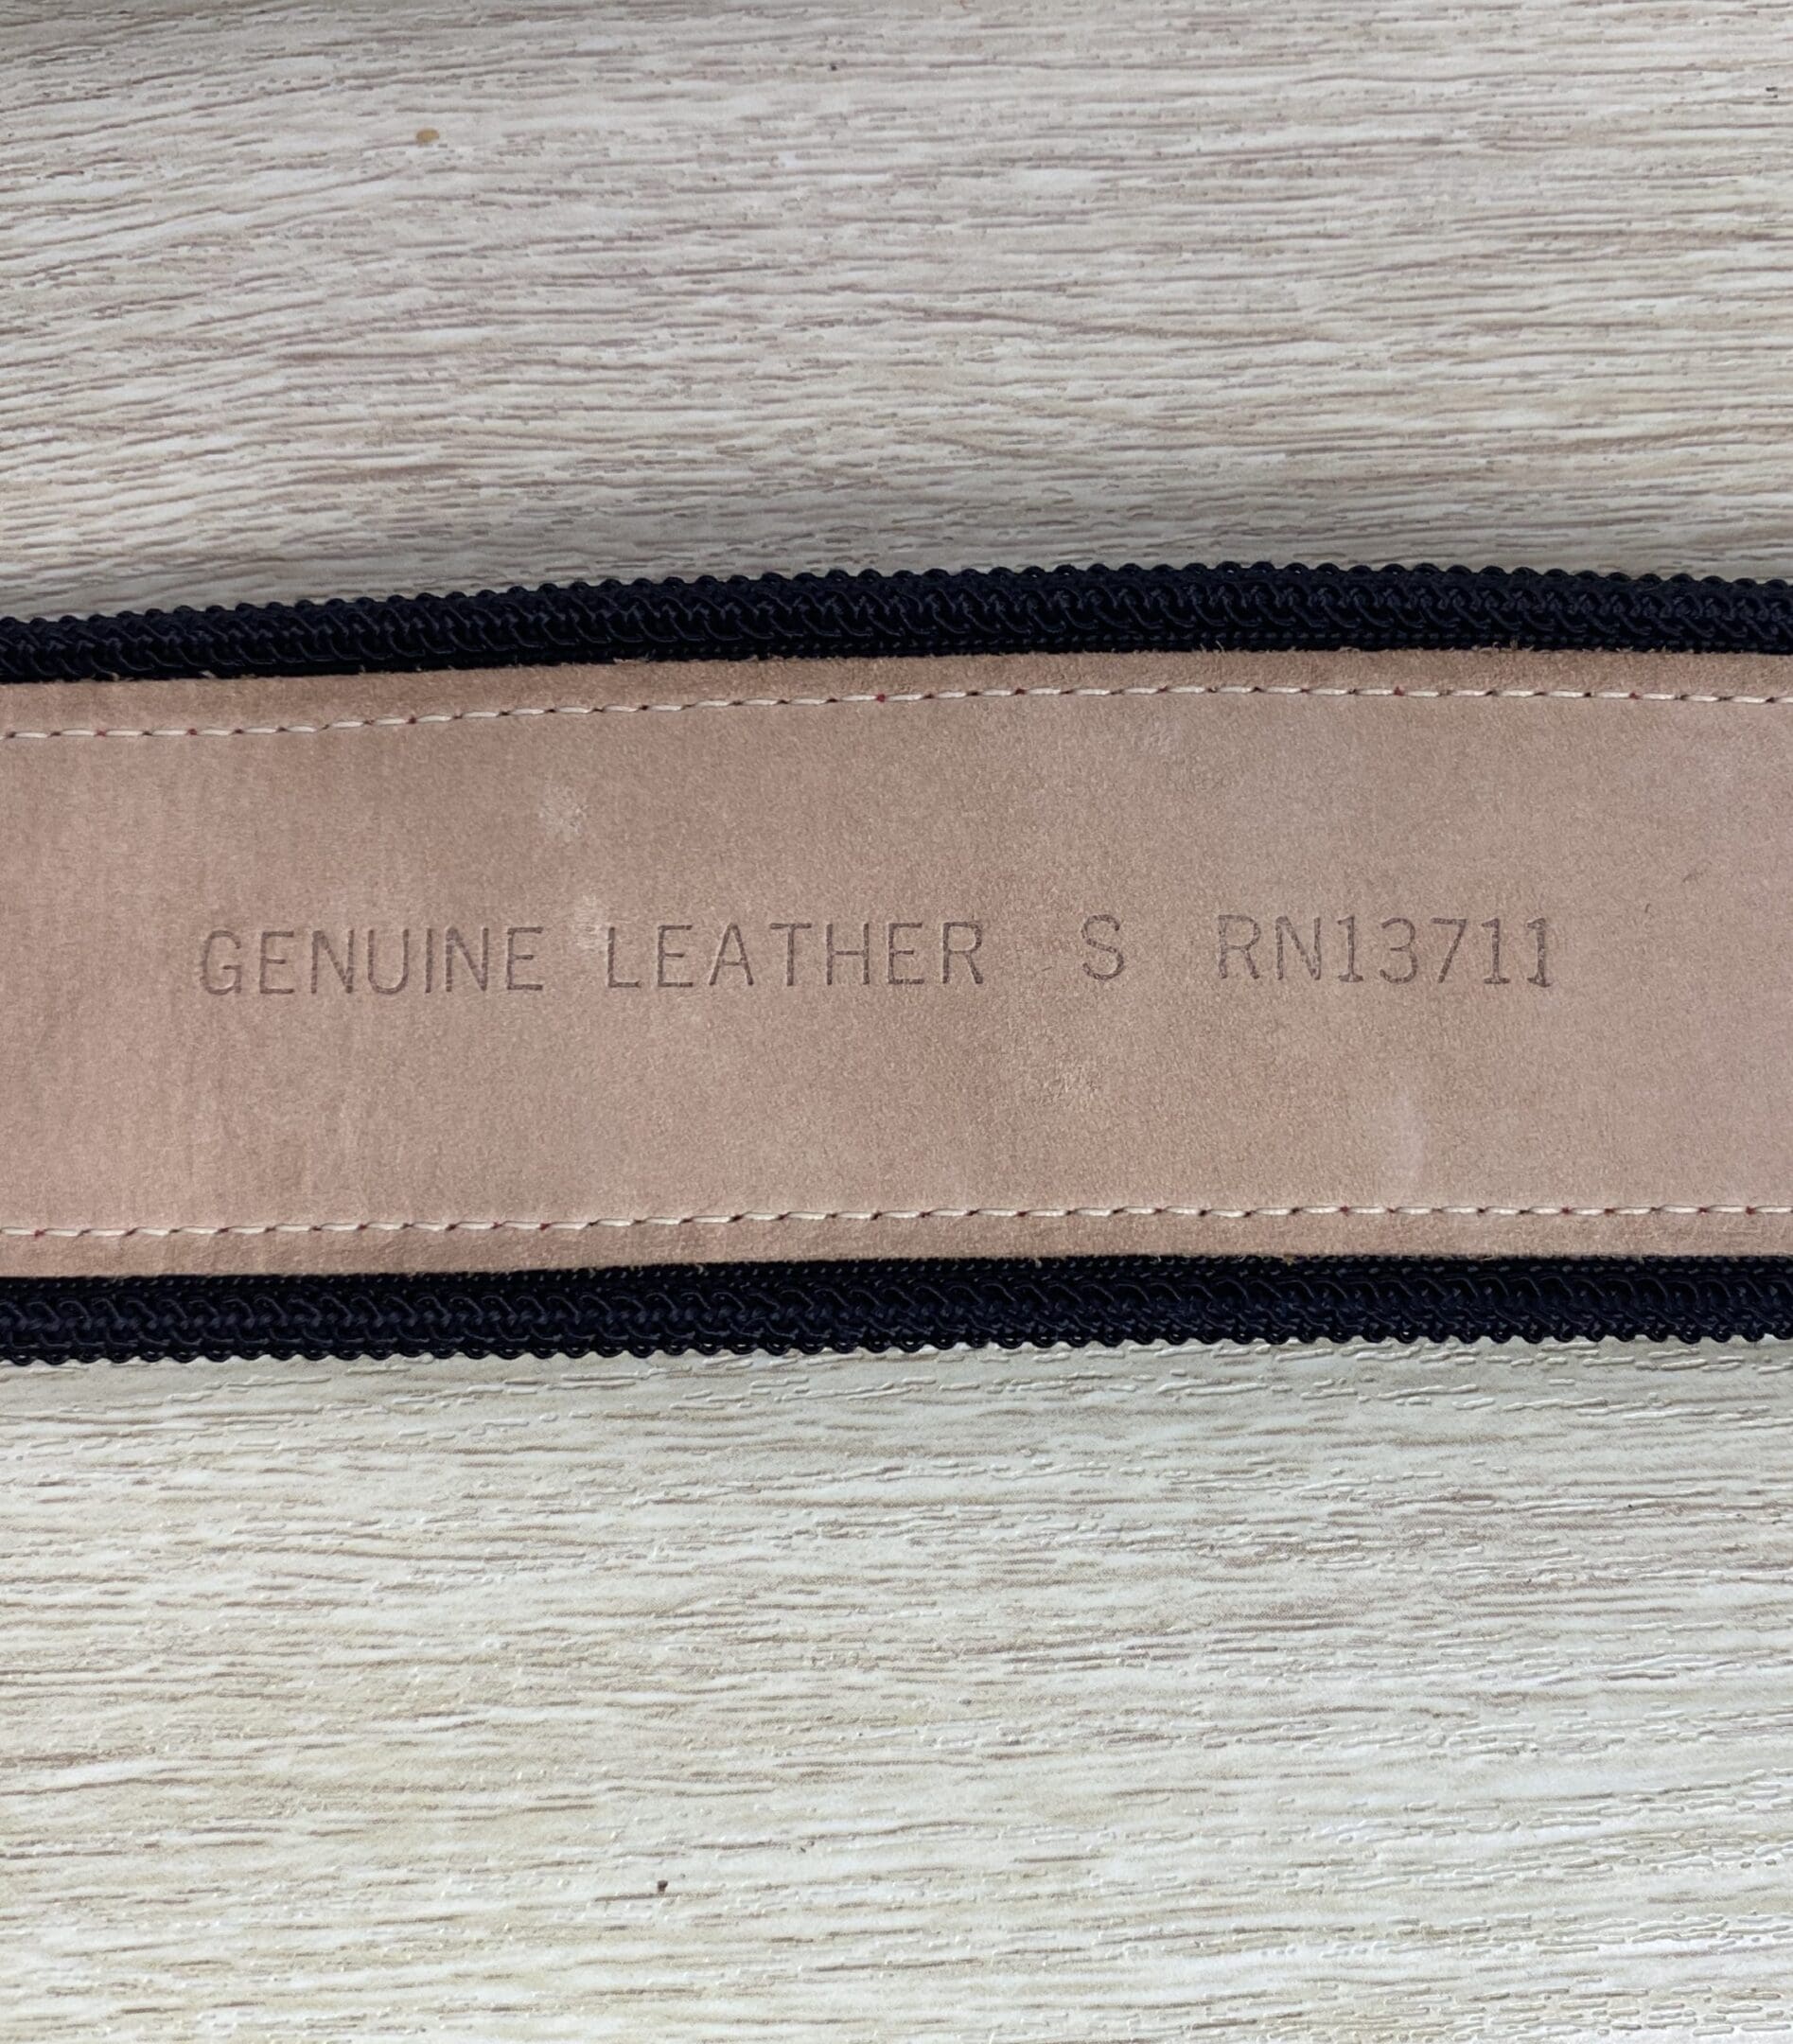 GENUINE LEATHER S RN13711